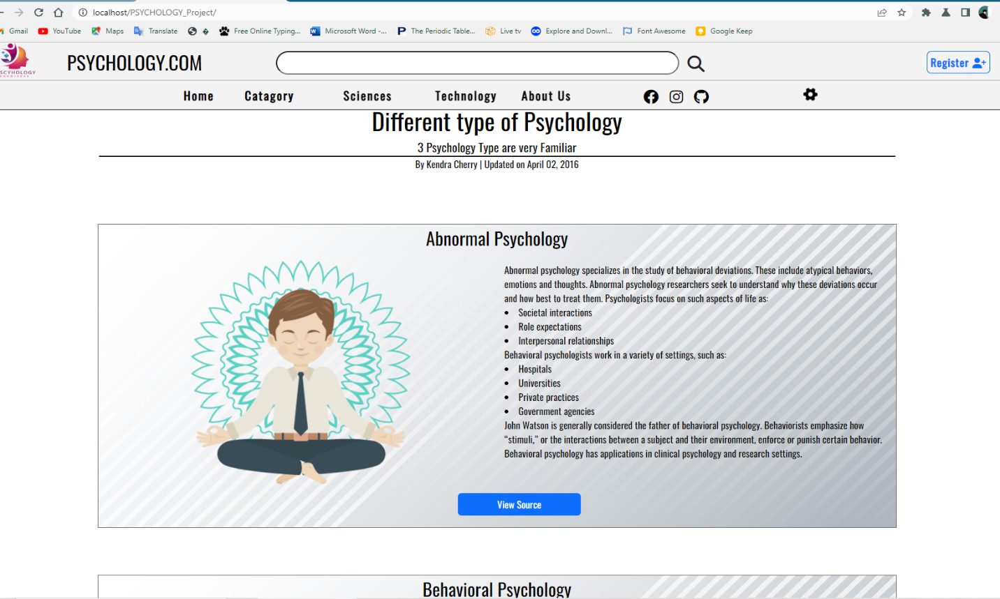 localhost/PSYCHOLOGY_Project/
Gmail YouTube Maps Translate Free Online Typing... Microsoft Word -... The Periodic Table... Live tv Explore and Downl... Font Awesome Google Keep
PSYCHOLOGY.COM Register
Home Catagory Sciences Technology About Us
Different type of Psychology
3 Psychology Type are very Familiar
By Kendra Cherry | Updated on April 02, 2016
Abnormal Psychology
Abnormal psychology specializes in the study of behavioral deviations. These include atypical behaviors,
emotions and thoughts. Abnormal psychology researchers seek to understand why these deviations occur
and how best to treat them. Psychologists focus on such aspects of life as:
• Societal interactions
• Role expectations
• Interpersonal relationships
Behavioral psychologists work in a variety of settings, such as:
• Hospitals
• Universities
• Private practices
• Government agencies
John Watson is generally considered the father of behavioral psychology. Behaviorists emphasize how
“stimuli,” or the interactions between a subject and their environment, enforce or punish certain behavior.
Behavioral psychology has applications in clinical psychology and research settings.
View Source
Behavioral Psychology